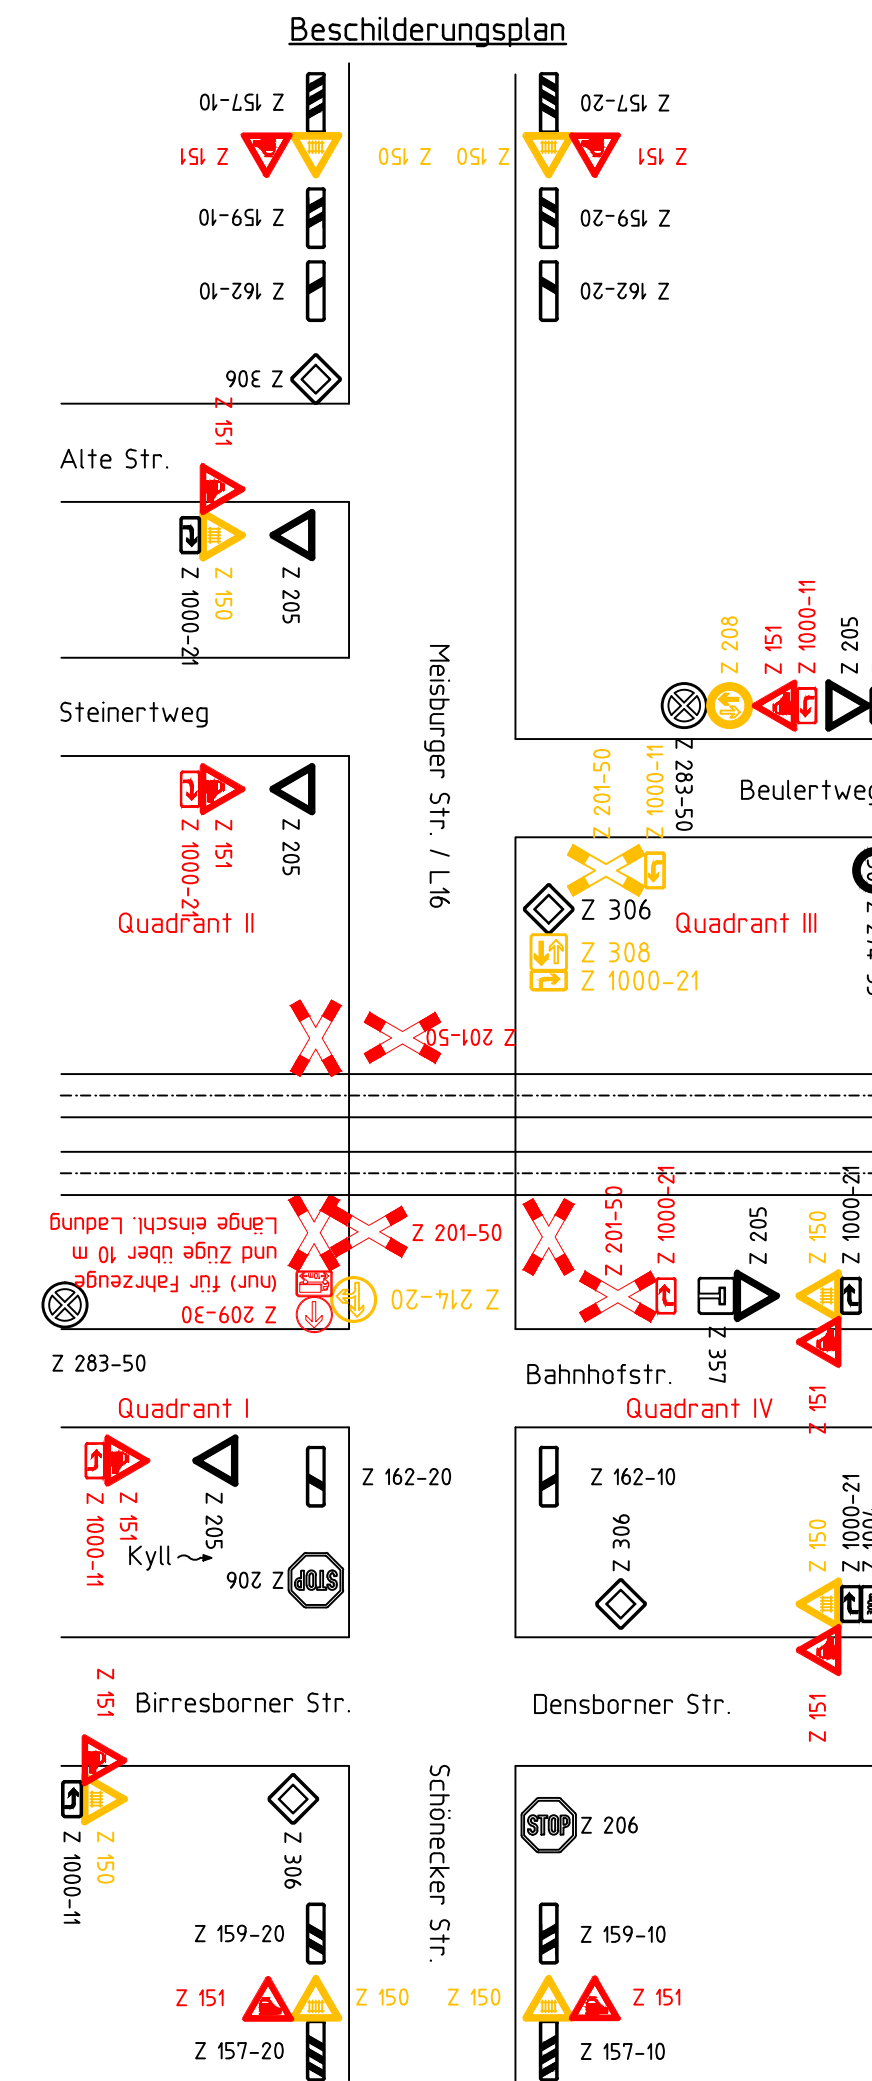 Beschilderungsplan
Z 157-10
Z 157-20
Z 151
Z 150
Z 150
Z 151
Z 159-10
Z 159-20
Z 162-10
Z 162-20
Z 306
Z 151
Alte Str.
Z 1000-21
Z 150
Z 205
Z 208
Z 151
Z 1000-11
Z 205
Meisburger Str. / L16
Steinertweg
Z 283-50
Beulertweg
Z 201-50
Z 1000-11
Z 1000-21
Z 151
Z 205
Quadrant II
Z 306
Quadrant III
Z 308
Z 1000-21
Z 201-50
Z 201-50
Z 201-50
Z 1000-21
Z 205
Z 150
Z 1000-21
Z 209-30
(nur) für Fahrzeuge
und Züge über 10 m
Länge einschl. Ladung
10m
Z 214-20
Z 283-50
Z 357
Bahnhofstr.
Z 151
Quadrant I
Quadrant IV
Z 1000-11
Z 151
Z 205
Z 162-20
Z 162-10
Z 306
Z 150
Z 1000-21
Kyll
Z 206
STOP
Z 151
Z 151
Birresborner Str.
Densborner Str.
Z 1000-11
Z 150
Z 306
Schönecker Str.
STOP
Z 206
Z 159-20
Z 159-10
Z 151
Z 150
Z 150
Z 151
Z 157-20
Z 157-10